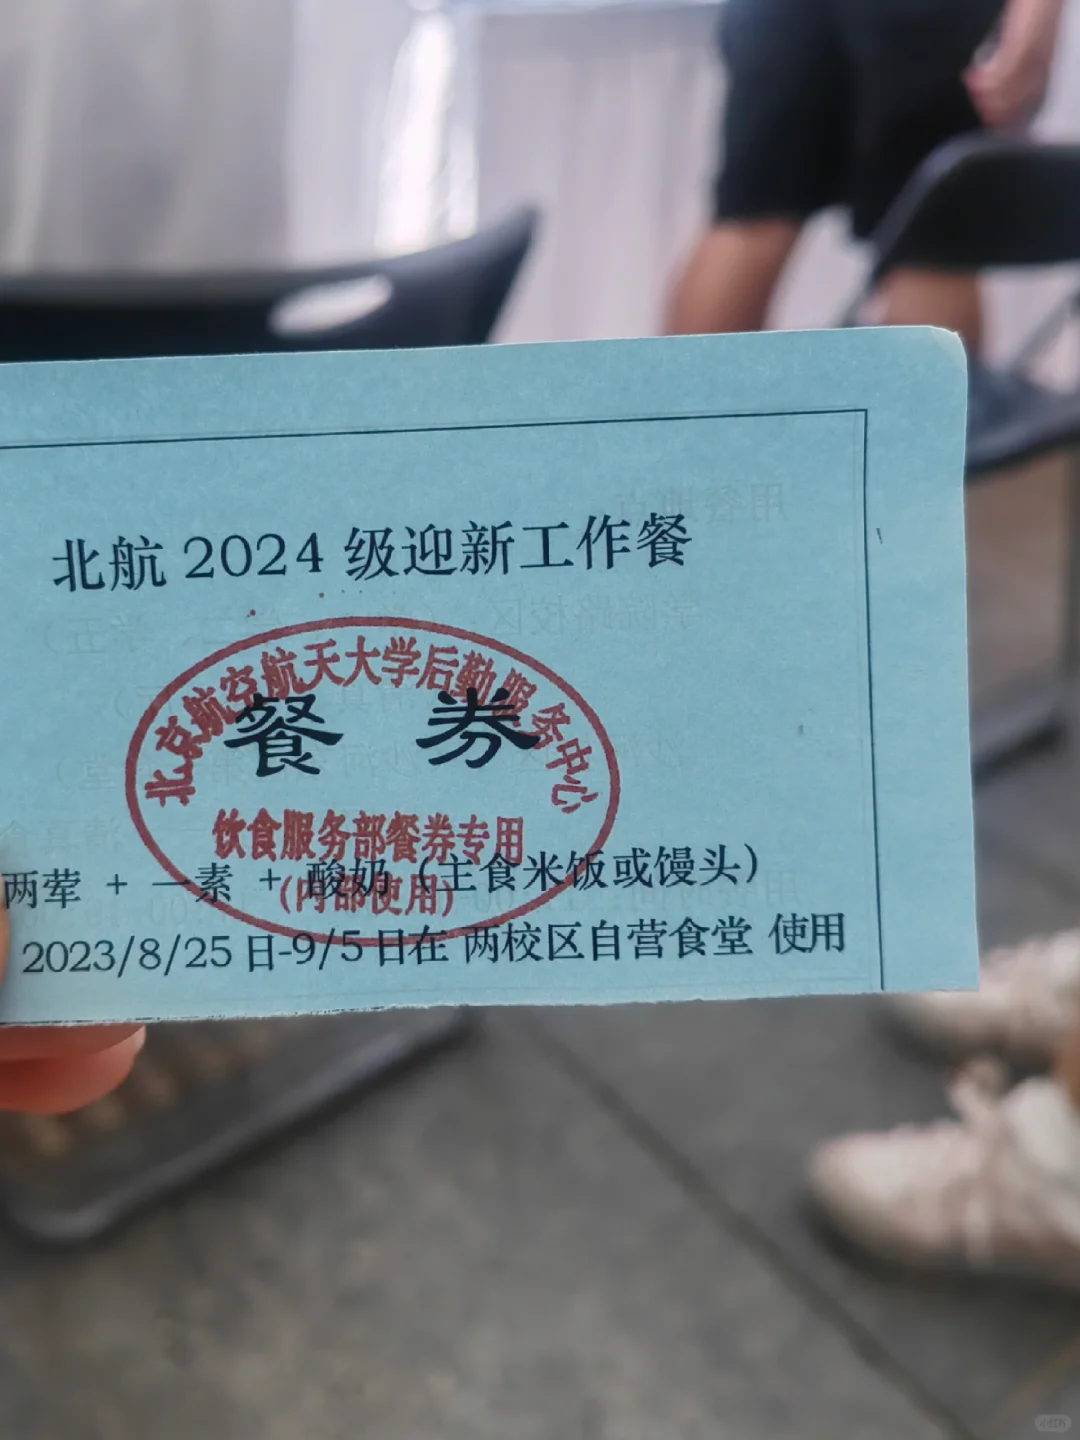 北航 2024 级迎新工作餐
北京航空航天大学后勤服务中心
餐 券
饮食服务部餐券专用
(内部使用)
两荤 + 一素 + 酸奶（主食米饭或馒头）
2023/8/25 日-9/5 日在 两校区自营食堂 使用
小红书